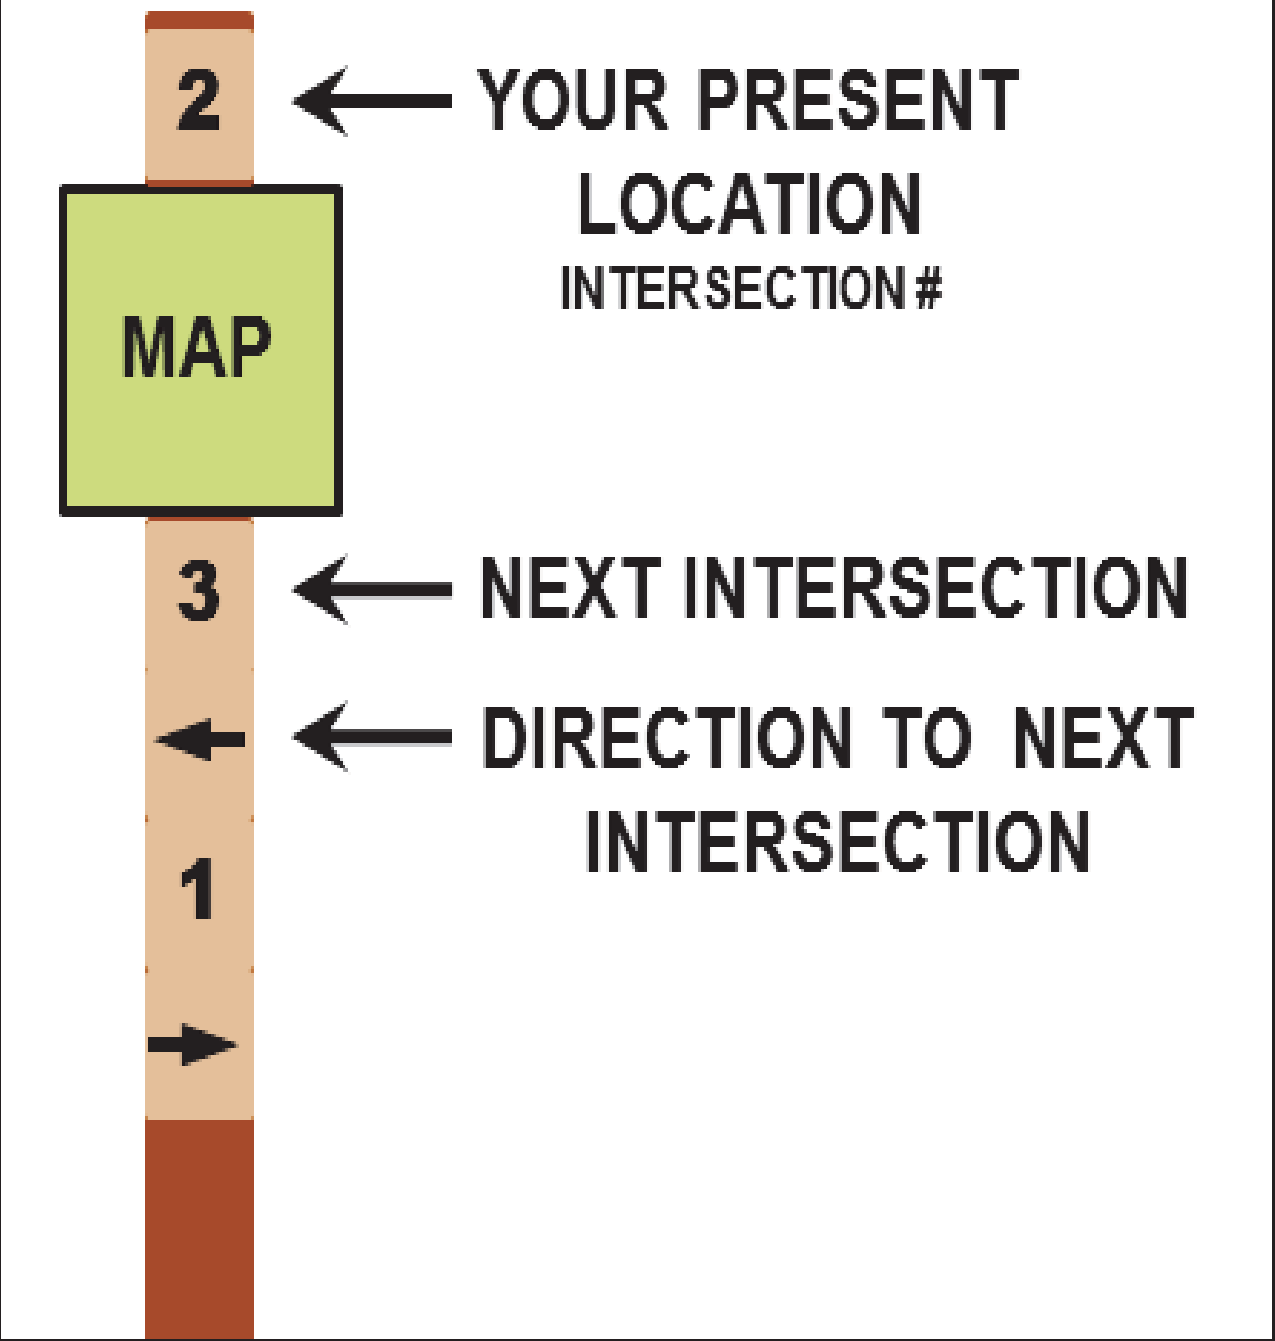 2
YOUR PRESENT
LOCATION
INTERSECTION #
MAP
3
NEXT INTERSECTION
DIRECTION TO NEXT
INTERSECTION
1